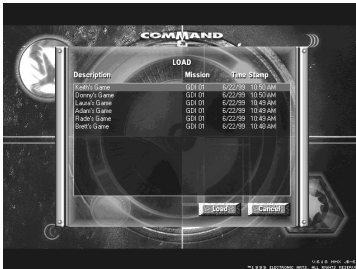 COMMAND
LOAD
Description Mission Time Stamp
Keith's Game GDI 01 6/22/99 10:50 AM
Donny's Game GDI 01 6/22/99 10:50 AM
Laura's Game GDI 01 6/22/99 10:49 AM
Adam's Game GDI 01 6/22/99 10:49 AM
Rade's Game GDI 01 6/22/99 10:49 AM
Brett's Game GDI 01 6/22/99 10:48 AM
Load Cancel
™1999 ELECTRONIC ARTS. ALL RIGHTS RESERVED